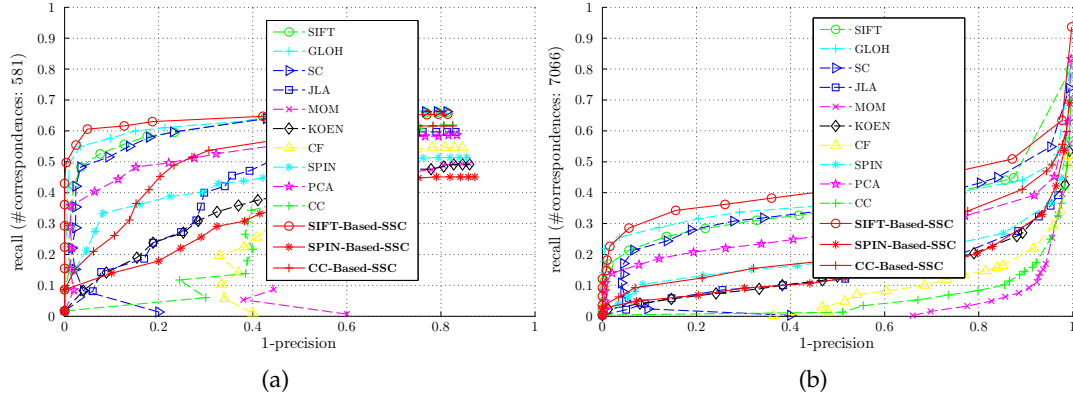 1
0.9
0.8
0.7
0.6
0.5
0.4
0.3
0.2
0.1
0
0 0.2 0.4 0.6 0.8 1
recall (#correspondences: 581)
1-precision
SIFT
GLOH
SC
JLA
MOM
KOEN
CF
SPIN
PCA
CC
SIFT-Based-SSC
SPIN-Based-SSC
CC-Based-SSC
(a)
1
0.9
0.8
0.7
0.6
0.5
0.4
0.3
0.2
0.1
0
0 0.2 0.4 0.6 0.8 1
recall (#correspondences: 7066)
1-precision
SIFT
GLOH
SC
JLA
MOM
KOEN
CF
SPIN
PCA
CC
SIFT-Based-SSC
SPIN-Based-SSC
CC-Based-SSC
(b)